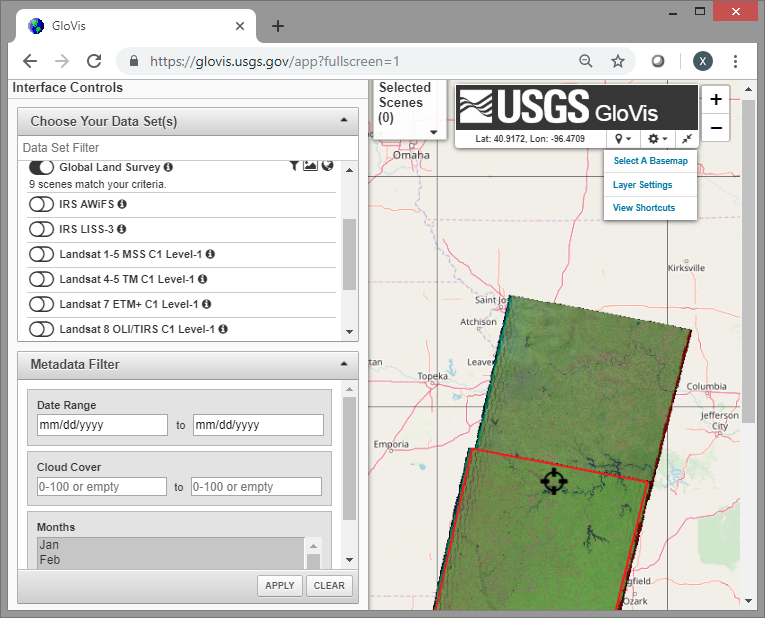 GloVis
https://glovis.usgs.gov/app?fullscreen=1
X
Interface Controls
Choose Your Data Set(s)
Data Set Filter
Global Land Survey
9 scenes match your criteria.
IRS AWiFS
IRS LISS-3
Landsat 1-5 MSS C1 Level-1
Landsat 4-5 TM C1 Level-1
Landsat 7 ETM+ C1 Level-1
Landsat 8 OLI/TIRS C1 Level-1
Metadata Filter
Date Range
mm/dd/yyyy to mm/dd/yyyy
Cloud Cover
0-100 or empty to 0-100 or empty
Months
Jan
Feb
APPLY CLEAR
Selected
Scenes
(0)
USGS GloVis
Lat: 40.9172, Lon: -96.4709
Select A Basemap
Layer Settings
View Shortcuts
+
−
Omaha
Kirksville
Saint Jo
Atchison
Leave
Topeka
Columbia
Jefferson
City
Emporia
gfield
Ozark